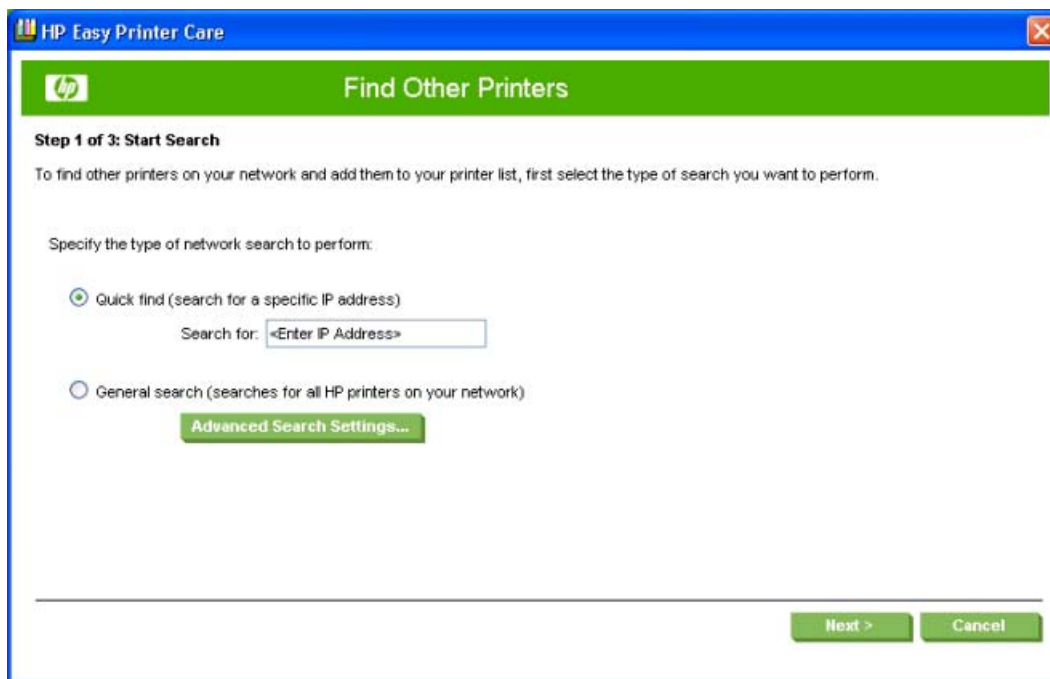 HP Easy Printer Care
hp
Find Other Printers
Step 1 of 3: Start Search
To find other printers on your network and add them to your printer list, first select the type of search you want to perform.
Specify the type of network search to perform:
Quick find (search for a specific IP address)
Search for: <Enter IP Address>
General search (searches for all HP printers on your network)
Advanced Search Settings...
Next >
Cancel